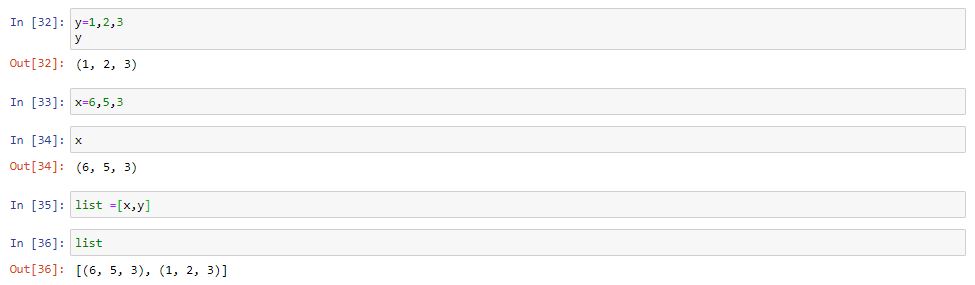 In [32]: y=1,2,3
y
Out[32]: (1, 2, 3)
In [33]: x=6,5,3
In [34]: x
Out[34]: (6, 5, 3)
In [35]: list =[x,y]
In [36]: list
Out[36]: [(6, 5, 3), (1, 2, 3)]